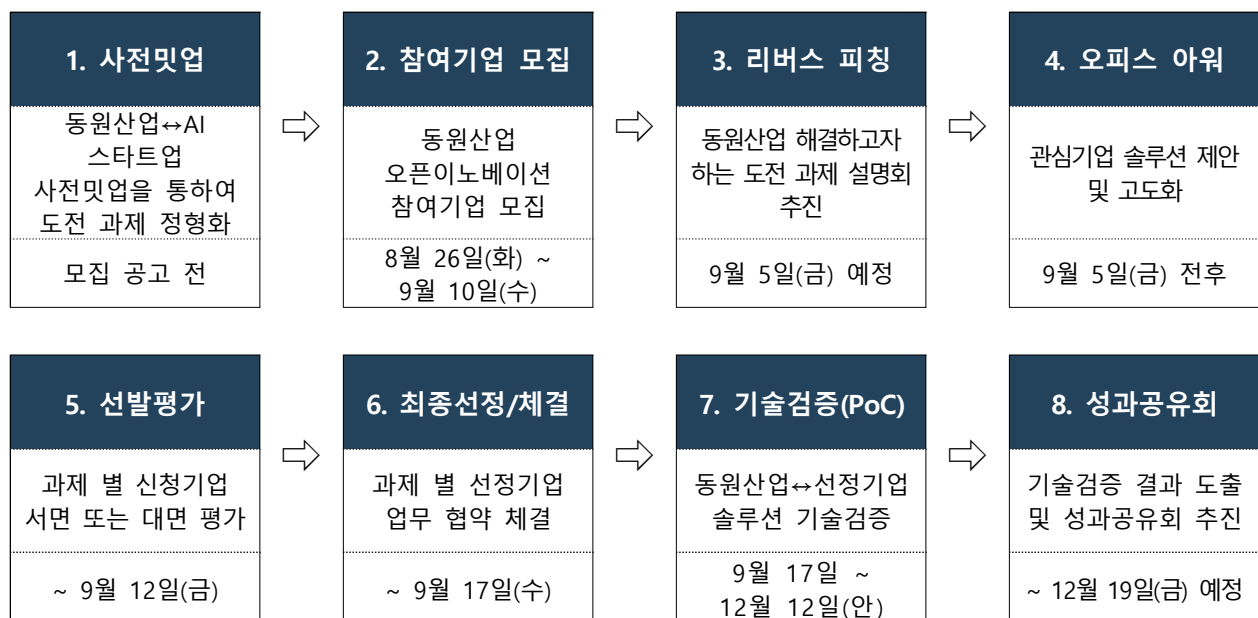 1. 사전밋업
동원산업↔AI
스타트업
사전밋업을 통하여
도전 과제 정형화
모집 공고 전
2. 참여기업 모집
동원산업
오픈이노베이션
참여기업 모집
8월 26일(화) ~
9월 10일(수)
3. 리버스 피칭
동원산업 해결하고자
하는 도전 과제 설명회
추진
9월 5일(금) 예정
4. 오피스 아워
관심기업 솔루션 제안
및 고도화
9월 5일(금) 전후
5. 선발평가
과제 별 신청기업
서면 또는 대면 평가
~ 9월 12일(금)
6. 최종선정/체결
과제 별 선정기업
업무 협약 체결
~ 9월 17일(수)
7. 기술검증(PoC)
동원산업↔선정기업
솔루션 기술검증
9월 17일 ~
12월 12일(안)
8. 성과공유회
기술검증 결과 도출
및 성과공유회 추진
~ 12월 19일(금) 예정